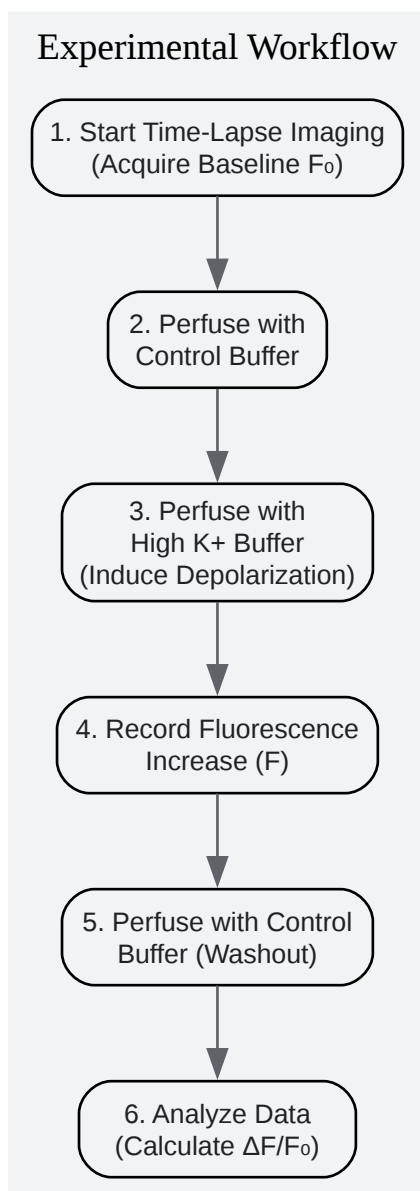 Experimental Workflow
1. Start Time-Lapse Imaging
(Acquire Baseline F₀)
2. Perfuse with
Control Buffer
3. Perfuse with
High K+ Buffer
(Induce Depolarization)
4. Record Fluorescence
Increase (F)
5. Perfuse with Control
Buffer (Washout)
6. Analyze Data
(Calculate ΔF/F₀)